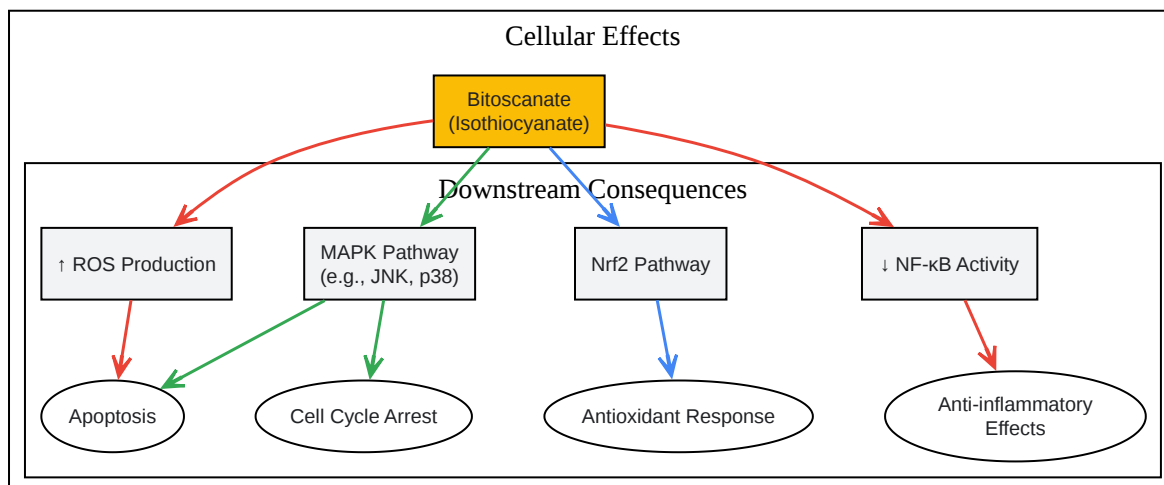 Cellular Effects
Bitoscanate
(Isothiocyanate)
Downstream Consequences
↑ ROS Production
MAPK Pathway
(e.g., JNK, p38)
Nrf2 Pathway
↓ NF-κB Activity
Apoptosis
Cell Cycle Arrest
Antioxidant Response
Anti-inflammatory
Effects